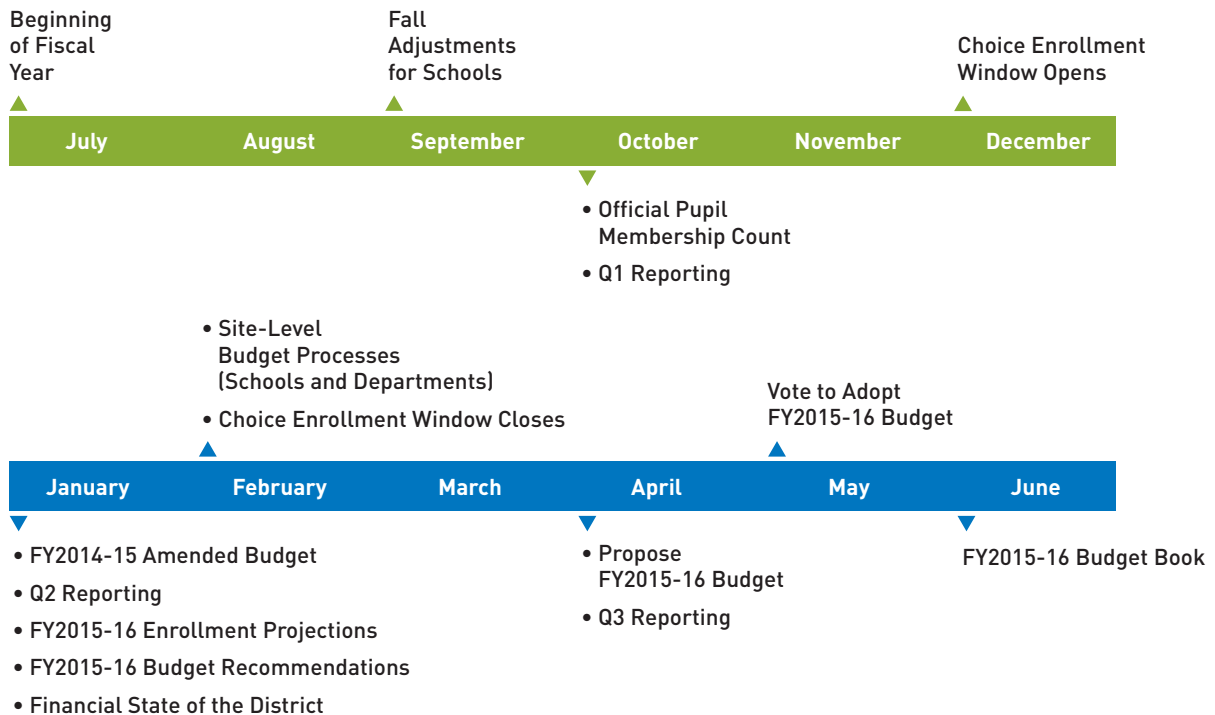 Beginning
of Fiscal
Year
Fall
Adjustments
for Schools
Choice Enrollment
Window Opens
July August September October November December
• Official Pupil
Membership Count
• Q1 Reporting
• Site-Level
Budget Processes
(Schools and Departments)
• Choice Enrollment Window Closes
Vote to Adopt
FY2015-16 Budget
January February March April May June
• FY2014-15 Amended Budget
• Q2 Reporting
• FY2015-16 Enrollment Projections
• FY2015-16 Budget Recommendations
• Financial State of the District
• Propose
FY2015-16 Budget
• Q3 Reporting
FY2015-16 Budget Book